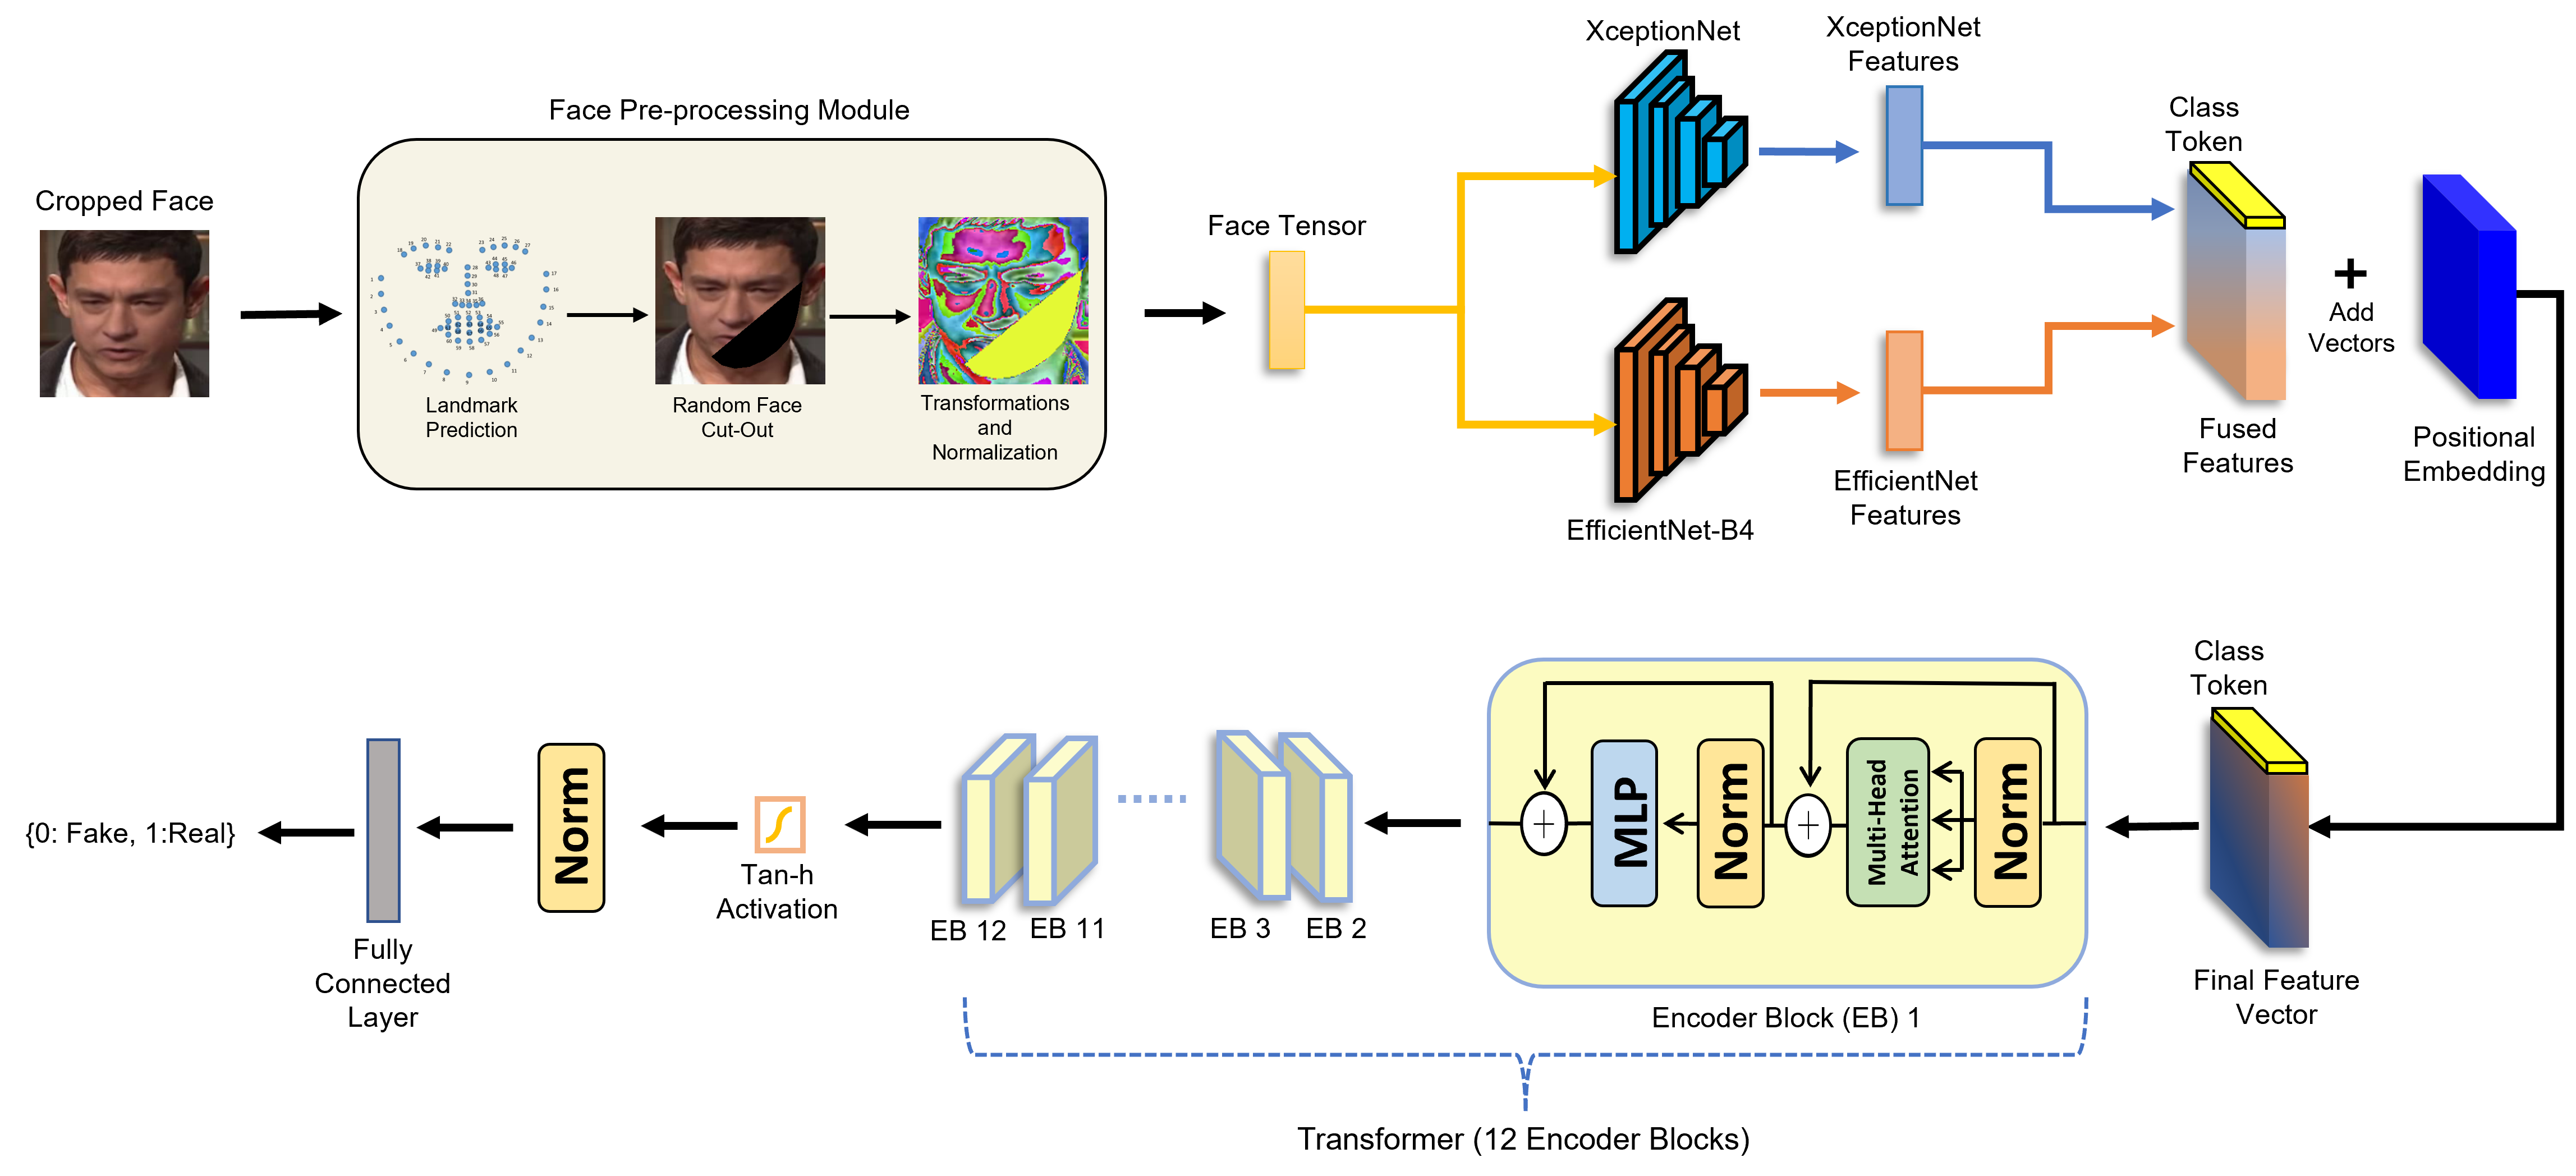 Face Pre-processing Module
Cropped Face
Landmark
Prediction
Random Face
Cut-Out
Transformations
and
Normalization
Face Tensor
XceptionNet
XceptionNet
Features
EfficientNet-B4
EfficientNet
Features
Class
Token
Fused
Features
+
Add
Vectors
Positional
Embedding
Class
Token
Final Feature
Vector
Norm
Multi-Head
Attention
+
Norm
MLP
+
Encoder Block (EB) 1
EB 2
EB 3
EB 11
EB 12
Transformer (12 Encoder Blocks)
Tan-h
Activation
Norm
Fully
Connected
Layer
{0: Fake, 1:Real}